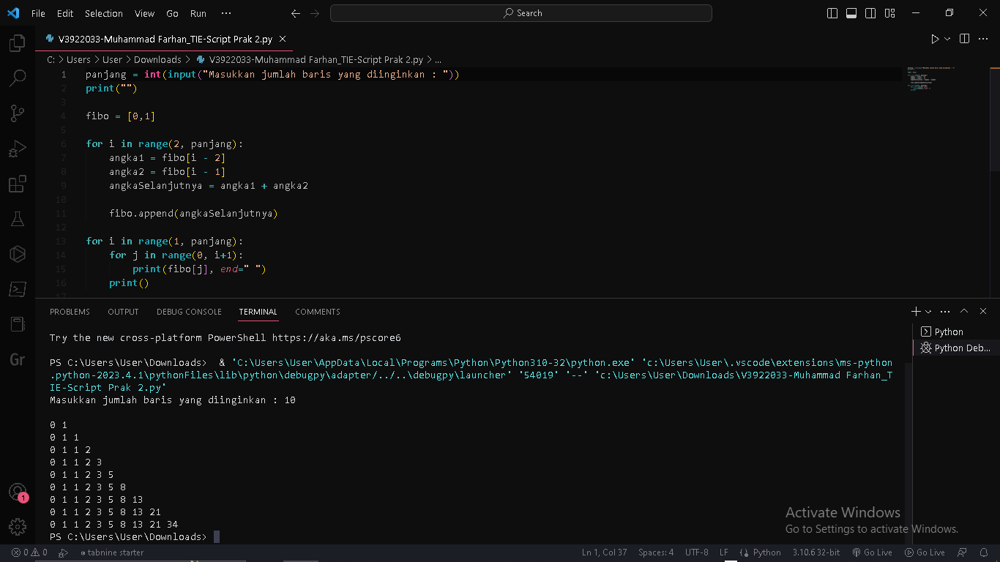 File Edit Selection View Go Run ··· Search
V3922033-Muhammad Farhan_TIE-Script Prak 2.py
C: > Users > User > Downloads > V3922033-Muhammad Farhan_TIE-Script Prak 2.py > ...
1 panjang = int(input("Masukkan jumlah baris yang diinginkan : "))
2 print("")
3
4 fibo = [0,1]
5
6 for i in range(2, panjang):
7     angka1 = fibo[i - 2]
8     angka2 = fibo[i - 1]
9     angkaSelanjutnya = angka1 + angka2
10
11     fibo.append(angkaSelanjutnya)
12
13 for i in range(1, panjang):
14     for j in range(0, i+1):
15         print(fibo[j], end=" ")
16     print()
17
PROBLEMS OUTPUT DEBUG CONSOLE TERMINAL COMMENTS
Python
Python Deb...
Try the new cross-platform PowerShell https://aka.ms/pscore6
PS C:\Users\User\Downloads>  & 'C:\Users\User\AppData\Local\Programs\Python\Python310-32\python.exe' 'c:\Users\User\.vscode\extensions\ms-python
.python-2023.4.1\pythonFiles\lib\python\debugpy\adapter/../..\debugpy\launcher' '54019' '--' 'c:\Users\User\Downloads\V3922033-Muhammad Farhan_T
IE-Script Prak 2.py'
Masukkan jumlah baris yang diinginkan : 10
0 1
0 1 1
0 1 1 2
0 1 1 2 3
0 1 1 2 3 5
0 1 1 2 3 5 8
0 1 1 2 3 5 8 13
0 1 1 2 3 5 8 13 21
0 1 1 2 3 5 8 13 21 34
PS C:\Users\User\Downloads>
Gr
1
Activate Windows
Go to Settings to activate Windows.
0 0 tabnine starter Ln 1, Col 37 Spaces: 4 UTF-8 LF Python 3.10.6 32-bit Go Live Go Live